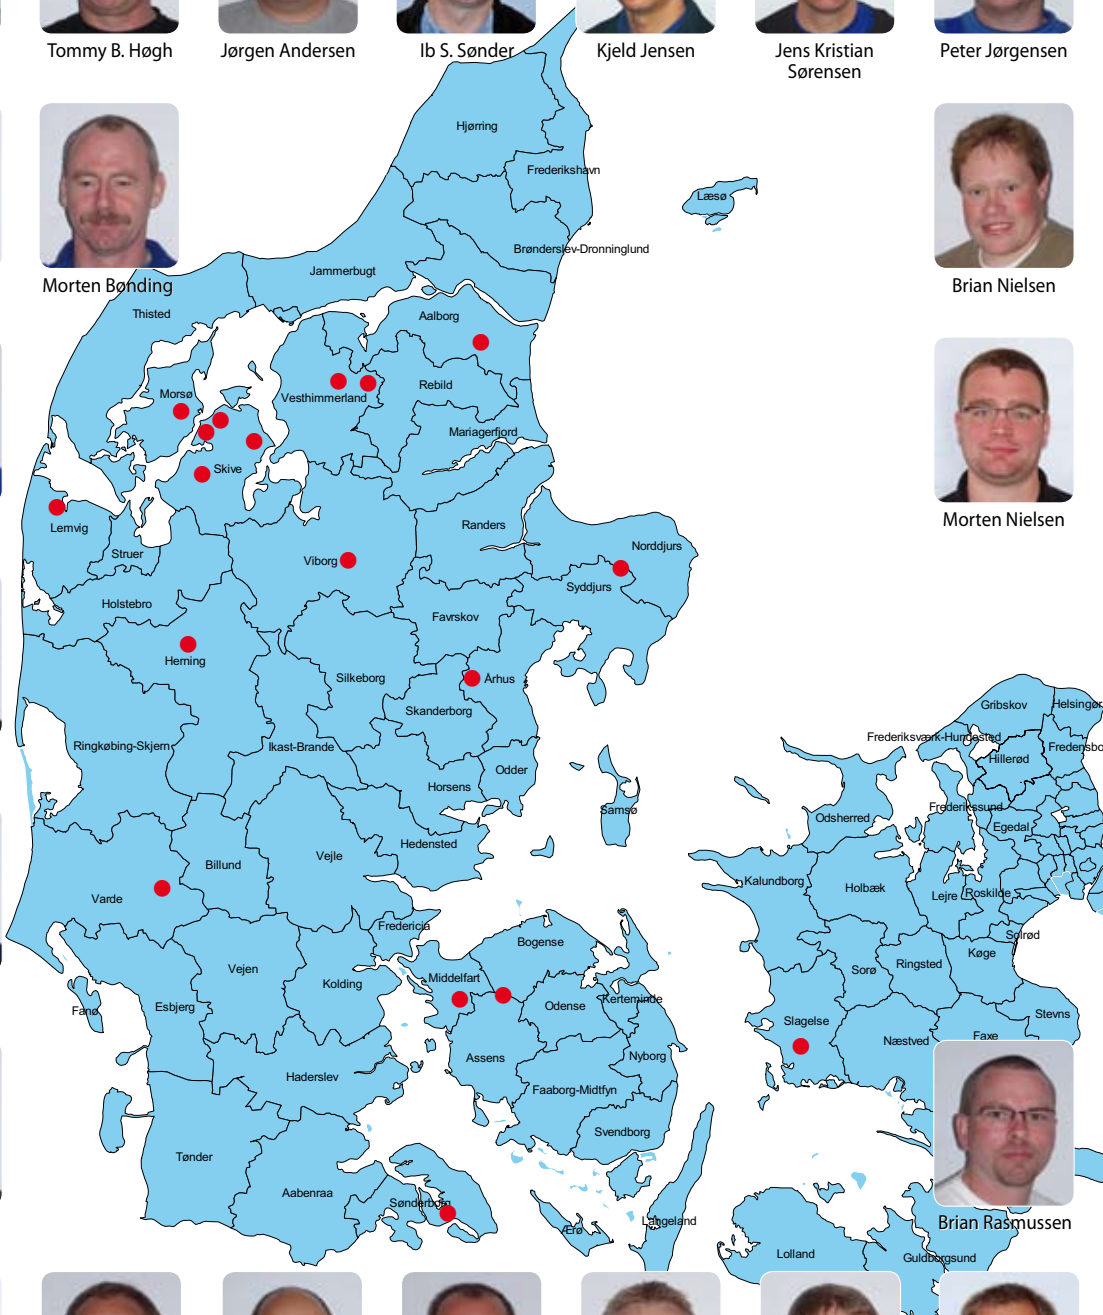 Tommy B. Høgh
Jørgen Andersen
Ib S. Sønder
Kjeld Jensen
Jens Kristian
Sørensen
Peter Jørgensen
Hjørring
Frederikshavn
Læsø
Brønderslev-Dronninglund
Jammerbugt
Morten Bønding
Brian Nielsen
Thisted
Aalborg
Rebild
Morsø
Vesthimmerland
Mariagerfjord
Skive
Morten Nielsen
Lemvig
Randers
Struer
Viborg
Norddjurs
Syddjurs
Holstebro
Favrskov
Herning
Silkeborg
Århus
Skanderborg
Gribskov
Helsingør
Frederiksværk-Hundested
Ringkøbing-Skjern
Ikast-Brande
Fredensbo
Hillerød
Odder
Horsens
Samsø
Frederikssund
Odsherred
Egedal
Hedensted
Vejle
Billund
Kalundborg
Holbæk
Lejre
Roskilde
Varde
Fredericia
Solrød
Bogense
Køge
Vejen
Sorø
Ringsted
Middelfart
Kolding
Kerteminde
Esbjerg
Odense
Fanø
Stevns
Slagelse
Næstved
Faxe
Assens
Nyborg
Haderslev
Faaborg-Midtfyn
Svendborg
Tønder
Aabenraa
Sønderborg
Langeland
Ærø
Brian Rasmussen
Lolland
Guldborgsund